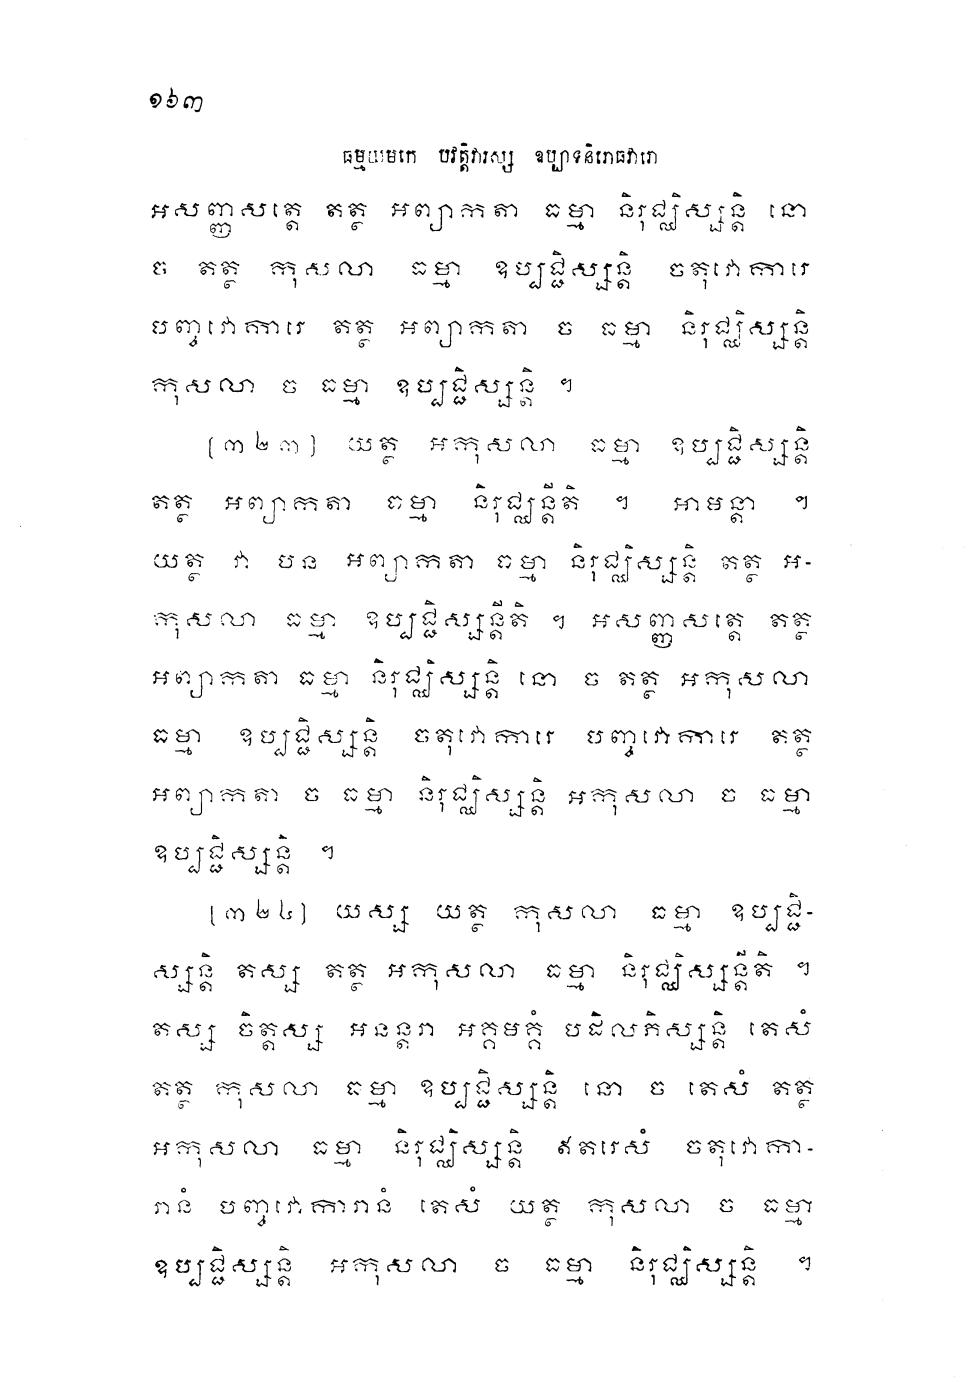 ១៦៣
ធម្មយមកេ បវត្តិវារស្ស ឧប្បាទនិរោធវារោ
អសញ្ញសត្តេ តត្ថ អព្យាកតា ធម្មា និរុជ្ឈិស្សន្តិ នោ
ច តត្ថ កុសលា ធម្មា ឧប្បជ្ជិស្សន្តិ ចតុវោការេ
បញ្ចវោការេ តត្ថ អព្យាកតា ច ធម្មា និរុជ្ឈិស្សន្តិ
កុសលា ច ធម្មា ឧប្បជ្ជិស្សន្តិ ។
[៣២៣] យត្ថ អកុសលា ធម្មា ឧប្បជ្ជិស្សន្តិ
តត្ថ អព្យាកតា ធម្មា និរុជ្ឈន្តីតិ ។ អាមន្តា ។
យត្ថ វា បន អព្យាកតា ធម្មា និរុជ្ឈិស្សន្តិ តត្ថ អ-
កុសលា ធម្មា ឧប្បជ្ជិស្សន្តីតិ ។ អសញ្ញសត្តេ តត្ថ
អព្យាកតា ធម្មា និរុជ្ឈិស្សន្តិ នោ ច តត្ថ អកុសលា
ធម្មា ឧប្បជ្ជិស្សន្តិ ចតុវោការេ បញ្ចវោការេ តត្ថ
អព្យាកតា ច ធម្មា និរុជ្ឈិស្សន្តិ អកុសលា ច ធម្មា
ឧប្បជ្ជិស្សន្តិ ។
[៣២៤] យស្ស យត្ថ កុសលា ធម្មា ឧប្បជ្ជិ-
ស្សន្តិ តស្ស តត្ថ អកុសលា ធម្មា និរុជ្ឈិស្សន្តីតិ ។
តស្ស ចិត្តស្ស អនន្តរា អគ្គមគ្គំ បដិលភិស្សន្តិ តេសំ
តត្ថ កុសលា ធម្មា ឧប្បជ្ជិស្សន្តិ នោ ច តេសំ តត្ថ
អកុសលា ធម្មា និរុជ្ឈិស្សន្តិ ឥតរេសំ ចតុវោកា-
រានំ បញ្ចវោការានំ តេសំ យត្ថ កុសលា ច ធម្មា
ឧប្បជ្ជិស្សន្តិ អកុសលា ច ធម្មា និរុជ្ឈិស្សន្តិ ។